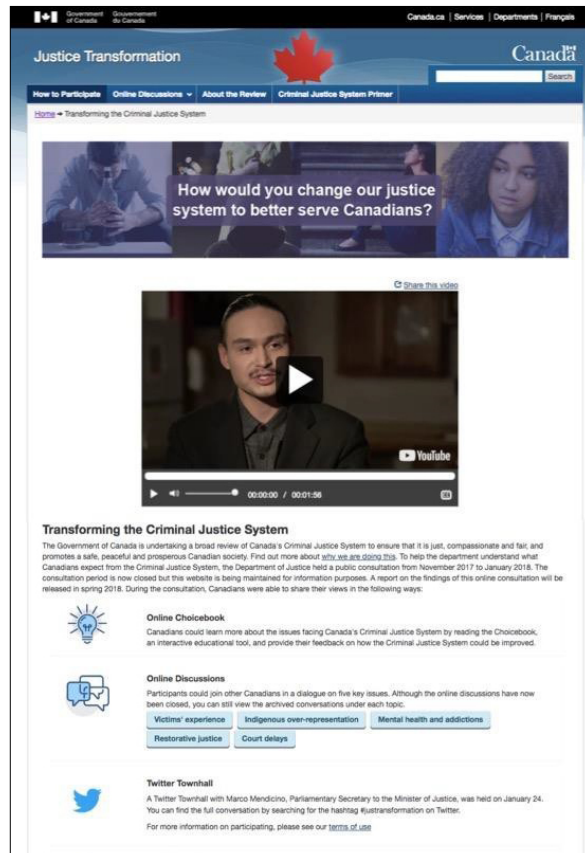 Government of Canada
Gouvernement du Canada
Canada.ca | Services | Departments | Français
Justice Transformation
Canada
Search
How to Participate Online Discussions About the Review Criminal Justice System Primer
Home → Transforming the Criminal Justice System
How would you change our justice
system to better serve Canadians?
Share this video
YouTube
00:00:00 / 00:01:56
Transforming the Criminal Justice System
The Government of Canada is undertaking a broad review of Canada's Criminal Justice System to ensure that it is just, compassionate and fair, and
promotes a safe, peaceful and prosperous Canadian society. Find out more about why we are doing this. To help the department understand what
Canadians expect from the Criminal Justice System, the Department of Justice held a public consultation from November 2017 to January 2018. The
consultation period is now closed but this website is being maintained for information purposes. A report on the findings of this online consultation will be
released in spring 2018. During the consultation, Canadians were able to share their views in the following ways:
Online Choicebook
Canadians could learn more about the issues facing Canada's Criminal Justice System by reading the Choicebook,
an interactive educational tool, and provide their feedback on how the Criminal Justice System could be improved.
Online Discussions
Participants could join other Canadians in a dialogue on five key issues. Although the online discussions have now
been closed, you can still view the archived conversations under each topic.
Victims' experience Indigenous over-representation Mental health and addictions
Restorative justice Court delays
Twitter Townhall
A Twitter Townhall with Marco Mendicino, Parliamentary Secretary to the Minister of Justice, was held on January 24.
You can find the full conversation by searching for the hashtag #justransformation on Twitter.
For more information on participating, please see our terms of use